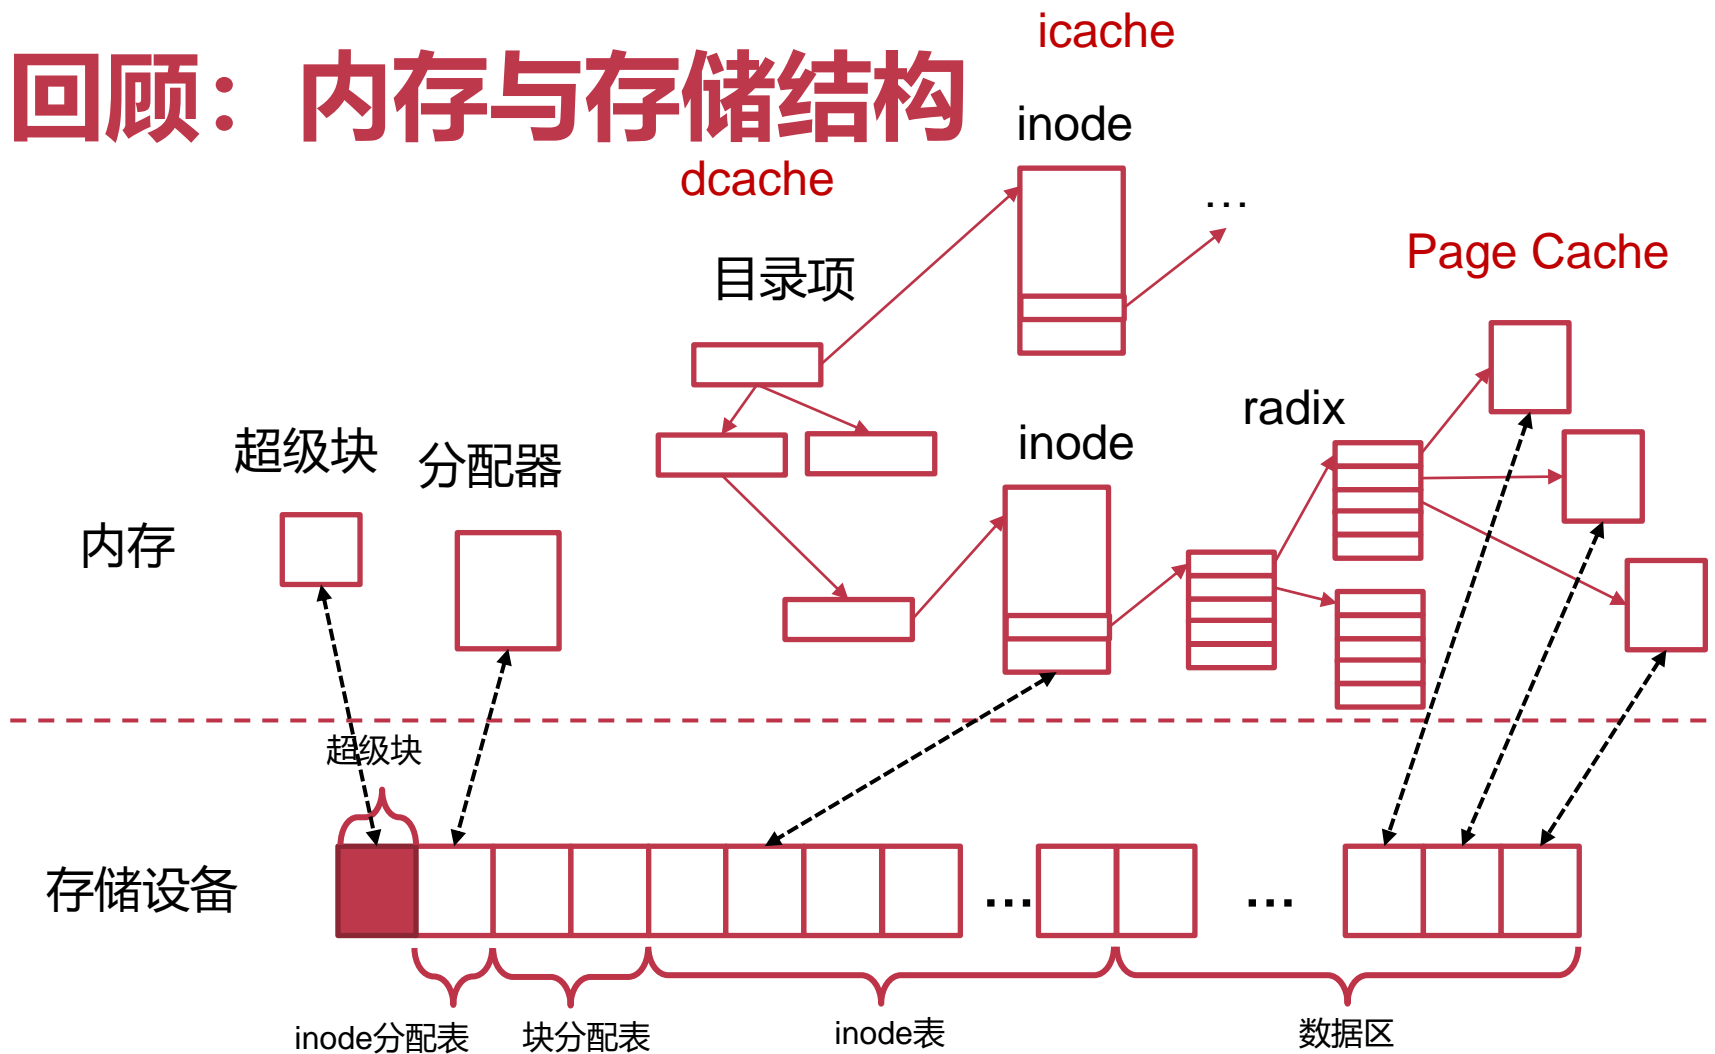 icache
回顾：内存与存储结构
inode
dcache
…
Page Cache
目录项
radix
超级块
分配器
inode
内存
超级块
存储设备
…
…
inode分配表
块分配表
inode表
数据区